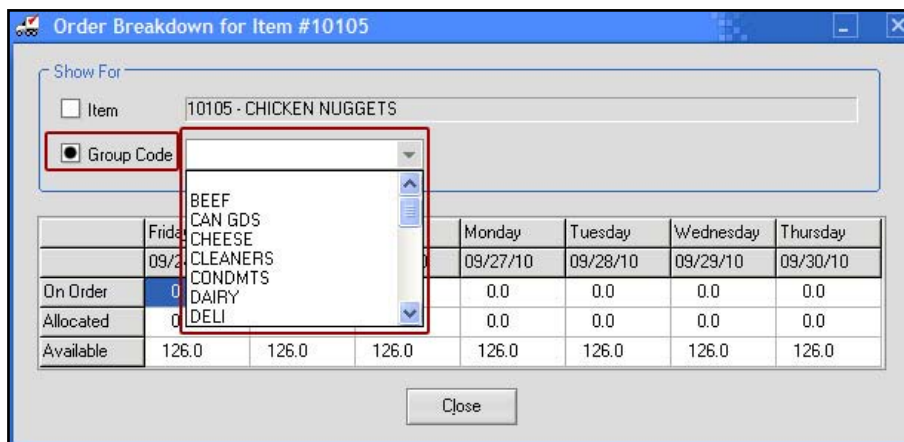 Order Breakdown for Item #10105
Show For
Item 10105 - CHICKEN NUGGETS
Group Code
BEEF
CAN GDS
CHEESE
CLEANERS
CONDMTS
DAIRY
DELI
Monday Tuesday Wednesday Thursday
09/27/10 09/28/10 09/29/10 09/30/10
On Order 0.0 0.0 0.0 0.0
Allocated 0.0 0.0 0.0 0.0
Available 126.0 126.0 126.0 126.0 126.0 126.0 126.0
Close